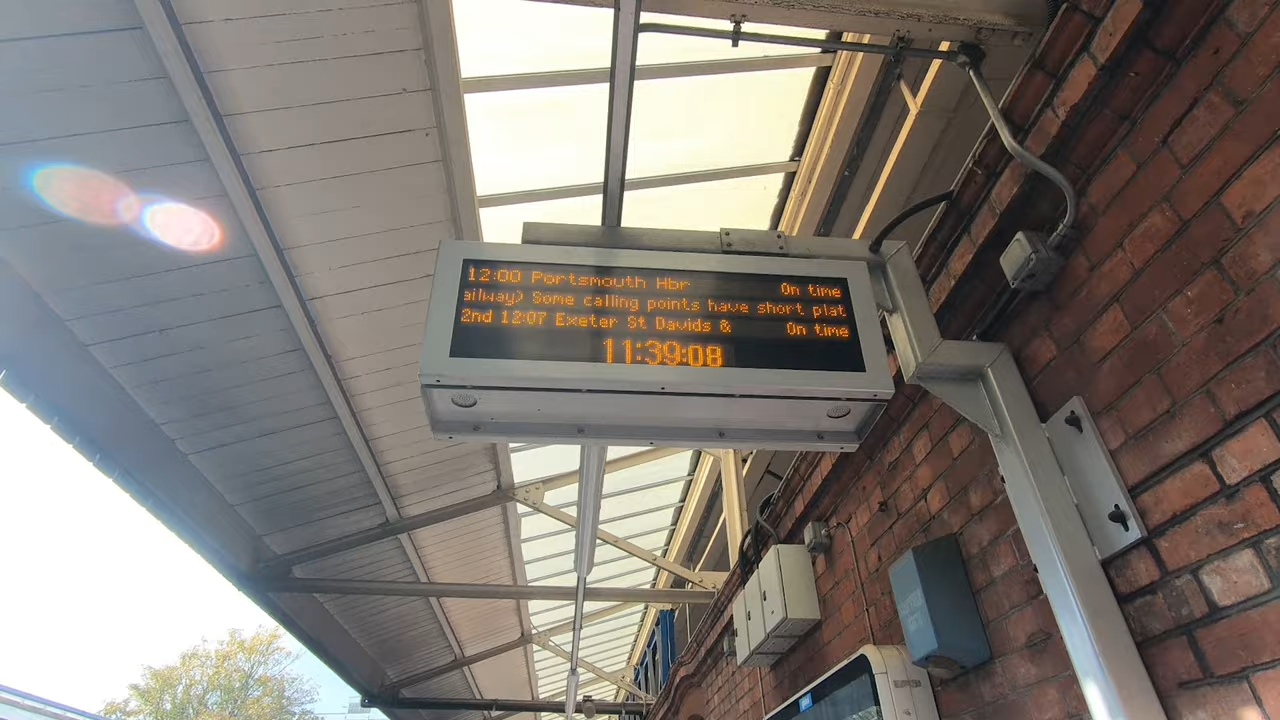 12:00 Portsmouth Hbr On time
ailway) Some calling points have short plat
2nd 12:07 Exeter St Davids & On time
11:39:08